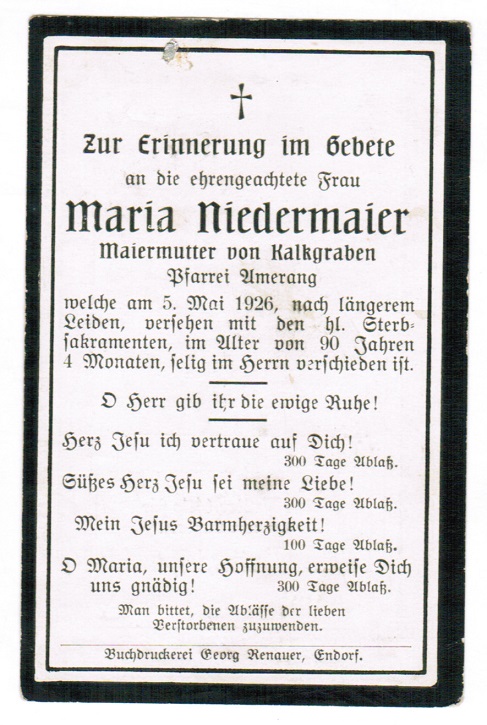 Zur Erinnerung im Gebete
an die ehrengeachtete Frau
Maria Niedermaier
Maiermutter von Kalkgraben
Pfarrei Amerang
welche am 5. Mai 1926, nach längerem
Leiden, versehen mit den hl. Sterb-
sakramenten, im Alter von 90 Jahren
4 Monaten, selig im Herrn verschieden ist.
O Herr gib ihr die ewige Ruhe!
Herz Jesu ich vertraue auf Dich!
300 Tage Ablaß.
Süßes Herz Jesu sei meine Liebe!
300 Tage Ablaß.
Mein Jesus Barmherzigkeit!
100 Tage Ablaß.
O Maria, unsere Hoffnung, erweise Dich
uns gnädig! 300 Tage Ablaß.
Man bittet, die Ablässe der lieben
Verstorbenen zuzuwenden.
Buchdruckerei Georg Renauer, Endorf.